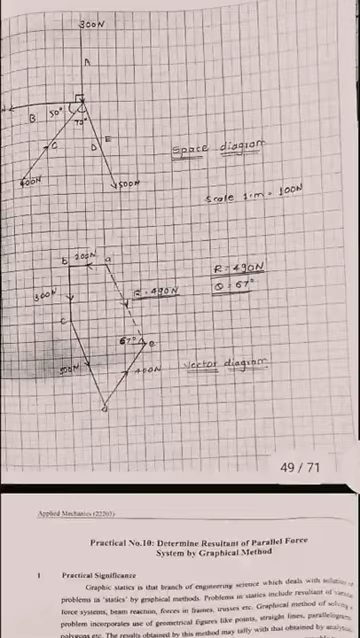 300N
A
B
50°
70°
C
D
E
400N
500N
Space diagram
Scale 1cm = 100N
b
200N
a
300N
R = 490N
R = 490N
θ = 67°
c
67°
e
500N
400N
Vector diagram
d
49 / 71
Applied Mechanics (22203)
Practical No.10: Determine Resultant of Parallel Force
System by Graphical Method
I Practical Significance
Graphic statics is that branch of engineering science which deals with solution of
problems in 'statics' by graphical methods. Problems in statics include resultant of various
force systems, beam reaction, forces in frames, trusses etc. Graphical method of solving a
problem incorporates use of geometrical figures like points, straight lines, parallelograms,
polygons etc. The results obtained by this method may tally with that obtained by analytical